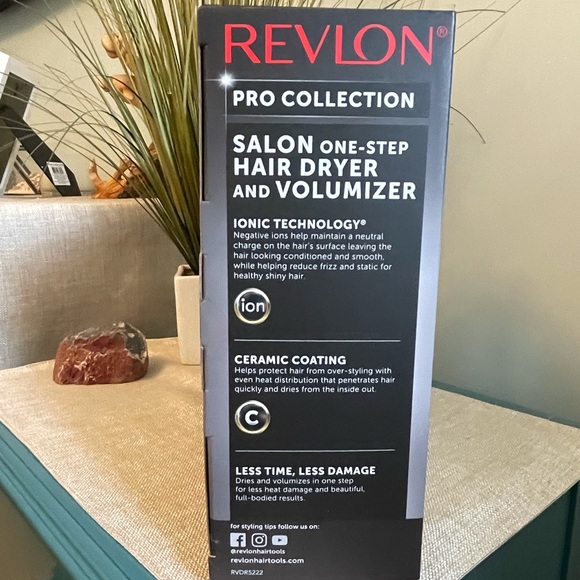 REVLON®
PRO COLLECTION
SALON ONE-STEP
HAIR DRYER
AND VOLUMIZER
IONIC TECHNOLOGY®
Negative ions help maintain a neutral
charge on the hair's surface leaving the
hair looking conditioned and smooth,
while helping reduce frizz and static for
healthy shiny hair.
ion
CERAMIC COATING
Helps protect hair from over-styling with
even heat distribution that penetrates hair
quickly and dries from the inside out.
C
LESS TIME, LESS DAMAGE
Dries and volumizes in one step
for less heat damage and beautiful,
full-bodied results.
for styling tips follow us on:
@revlonhairtools
revlonhairtools.com
RVDR5222